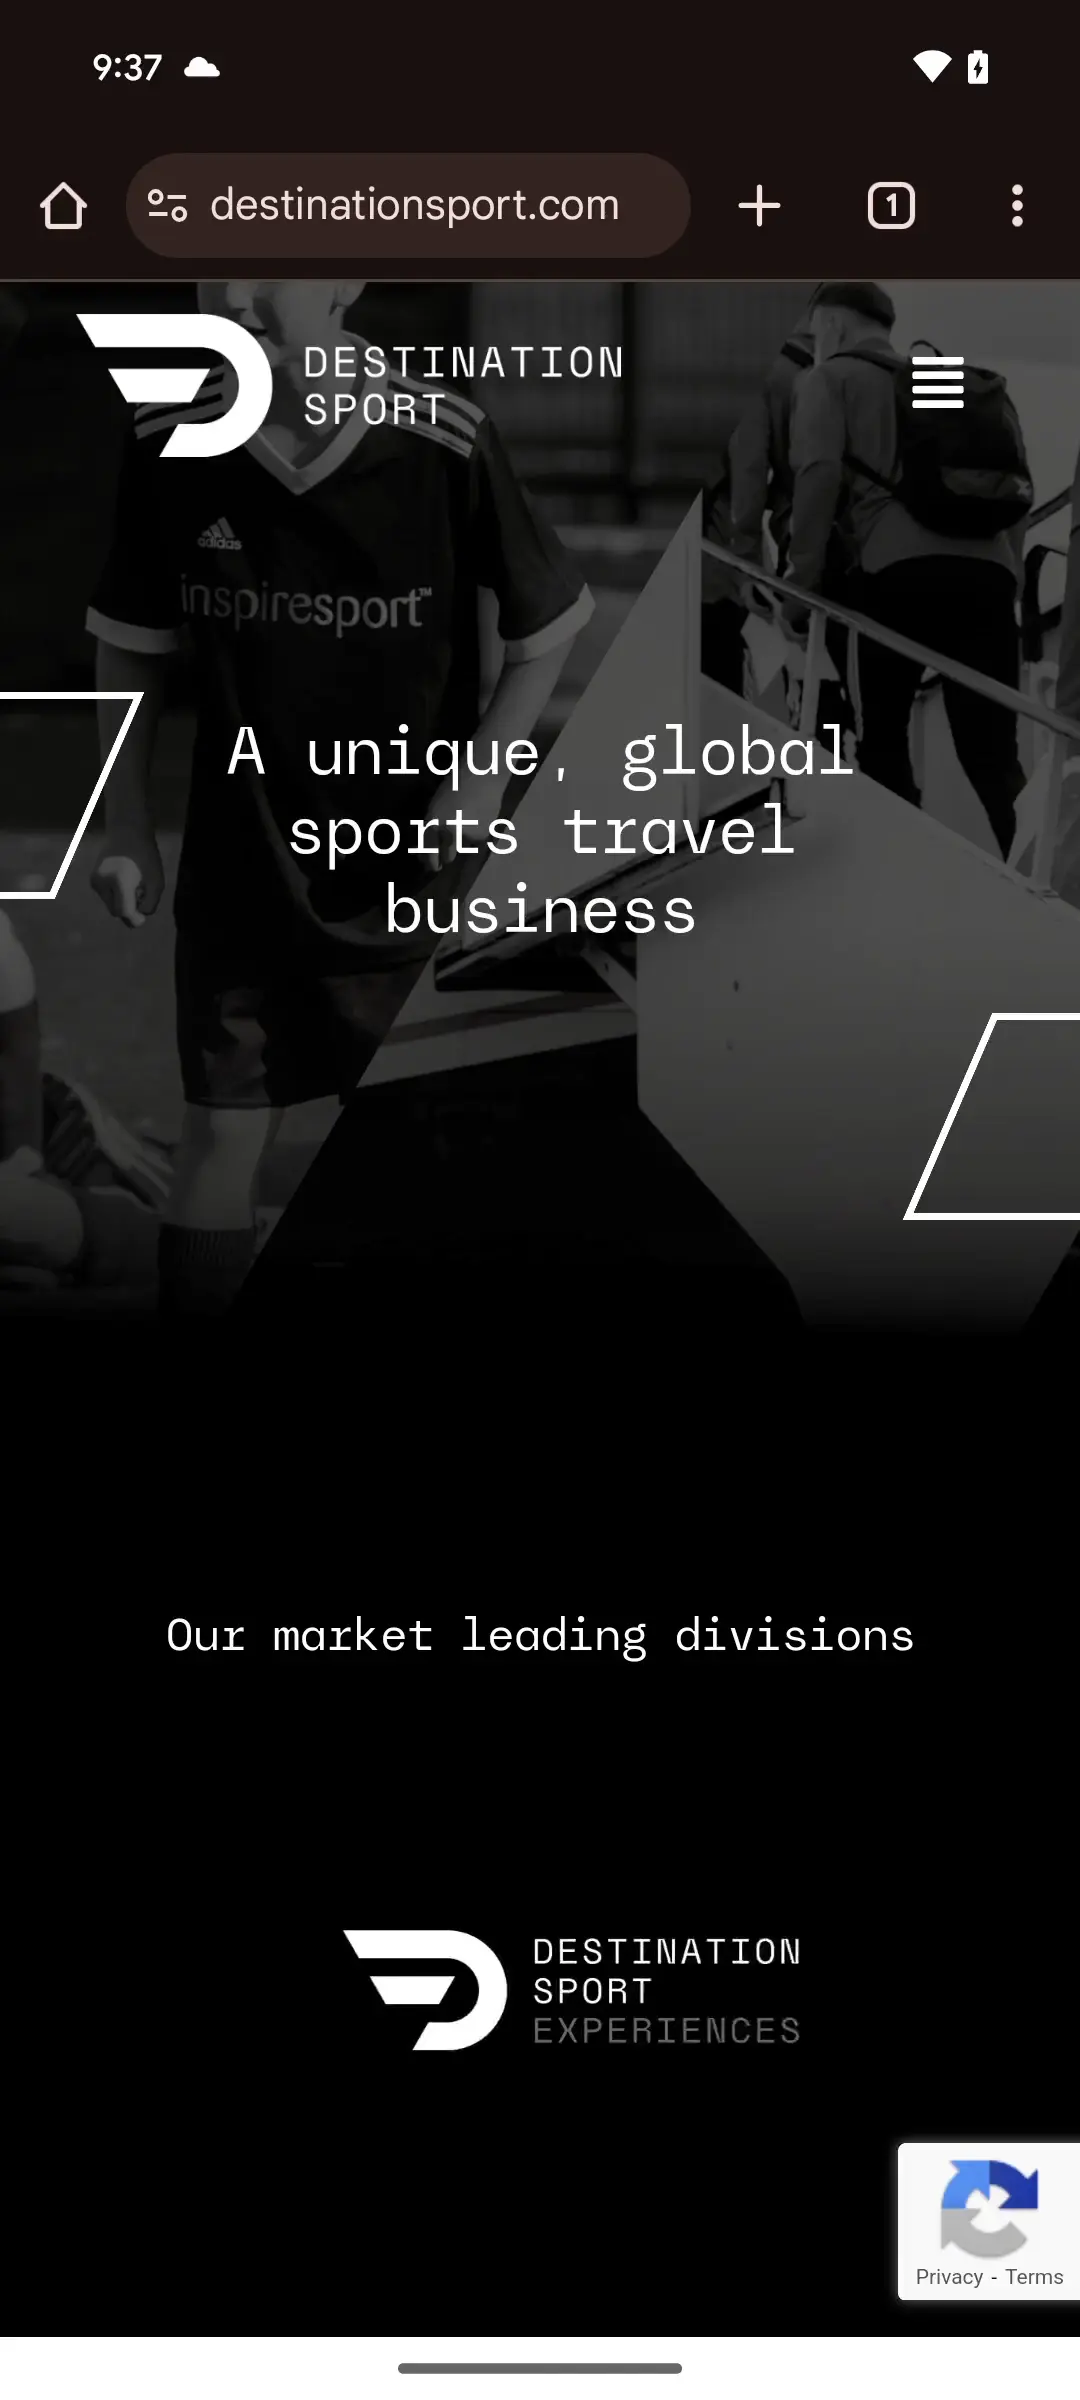 9:37
destinationsport.com
1
DESTINATION
SPORT
adidas
inspiresport™
A unique, global
sports travel
business
Our market leading divisions
DESTINATION
SPORT
EXPERIENCES
Privacy - Terms